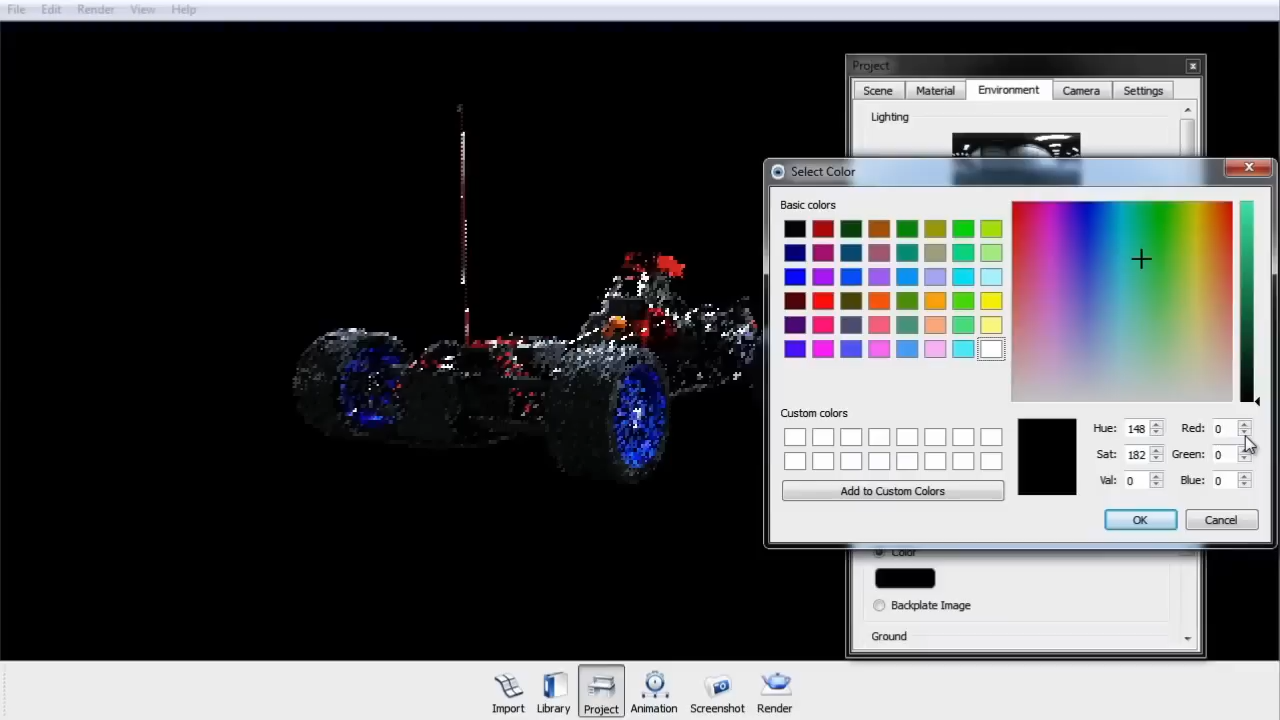 File Edit Render View Help
Project
Scene Material Environment Camera Settings
Lighting
Select Color
Basic colors
Custom colors
Hue: 148 Red: 0
Sat: 182 Green: 0
Val: 0 Blue: 0
Add to Custom Colors
OK Cancel
Color
Backplate Image
Ground
Import Library Project Animation Screenshot Render